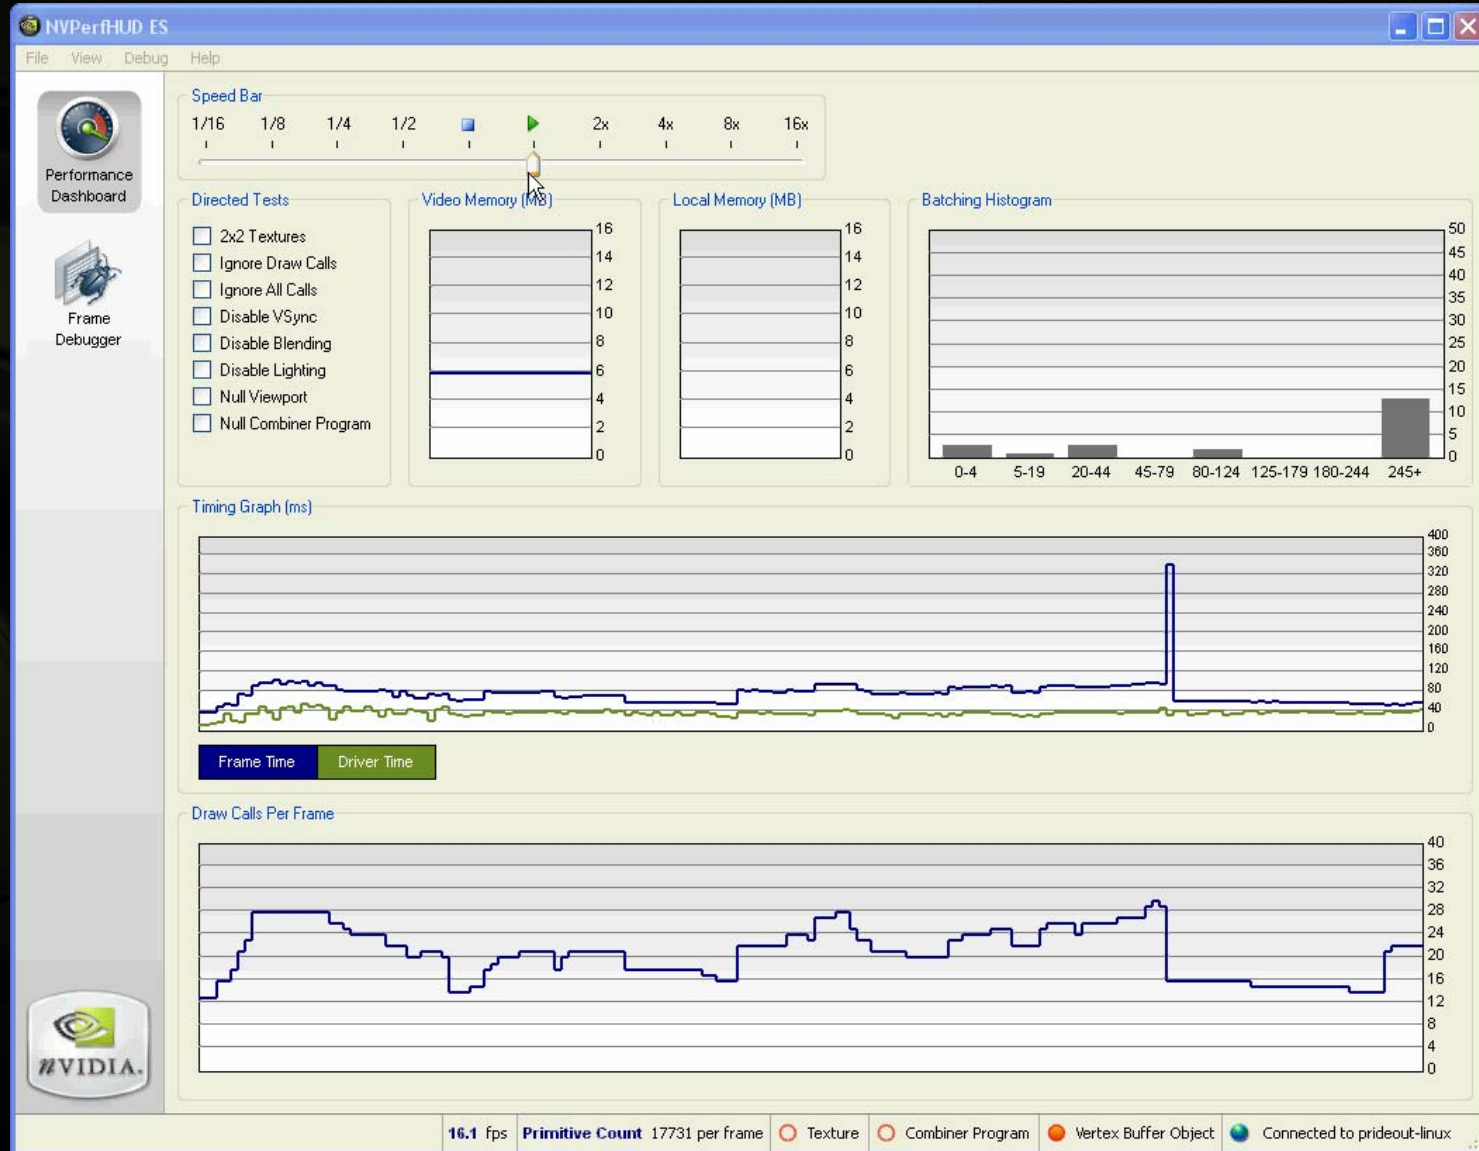 NVPerfHUD ES
File View Debug Help
Performance
Dashboard
Frame
Debugger
Speed Bar
1/16 1/8 1/4 1/2 2x 4x 8x 16x
Directed Tests
2x2 Textures
Ignore Draw Calls
Ignore All Calls
Disable VSync
Disable Blending
Disable Lighting
Null Viewport
Null Combiner Program
Video Memory (MB)
16
14
12
10
8
6
4
2
0
Local Memory (MB)
16
14
12
10
8
6
4
2
0
Batching Histogram
50
45
40
35
30
25
20
15
10
5
0
0-4 5-19 20-44 45-79 80-124 125-179 180-244 245+
Timing Graph (ms)
400
360
320
280
240
200
160
120
80
40
0
Frame Time Driver Time
Draw Calls Per Frame
40
36
32
28
24
20
16
12
8
4
0
nVIDIA.
16.1 fps Primitive Count 17731 per frame Texture Combiner Program Vertex Buffer Object Connected to prideout-linux